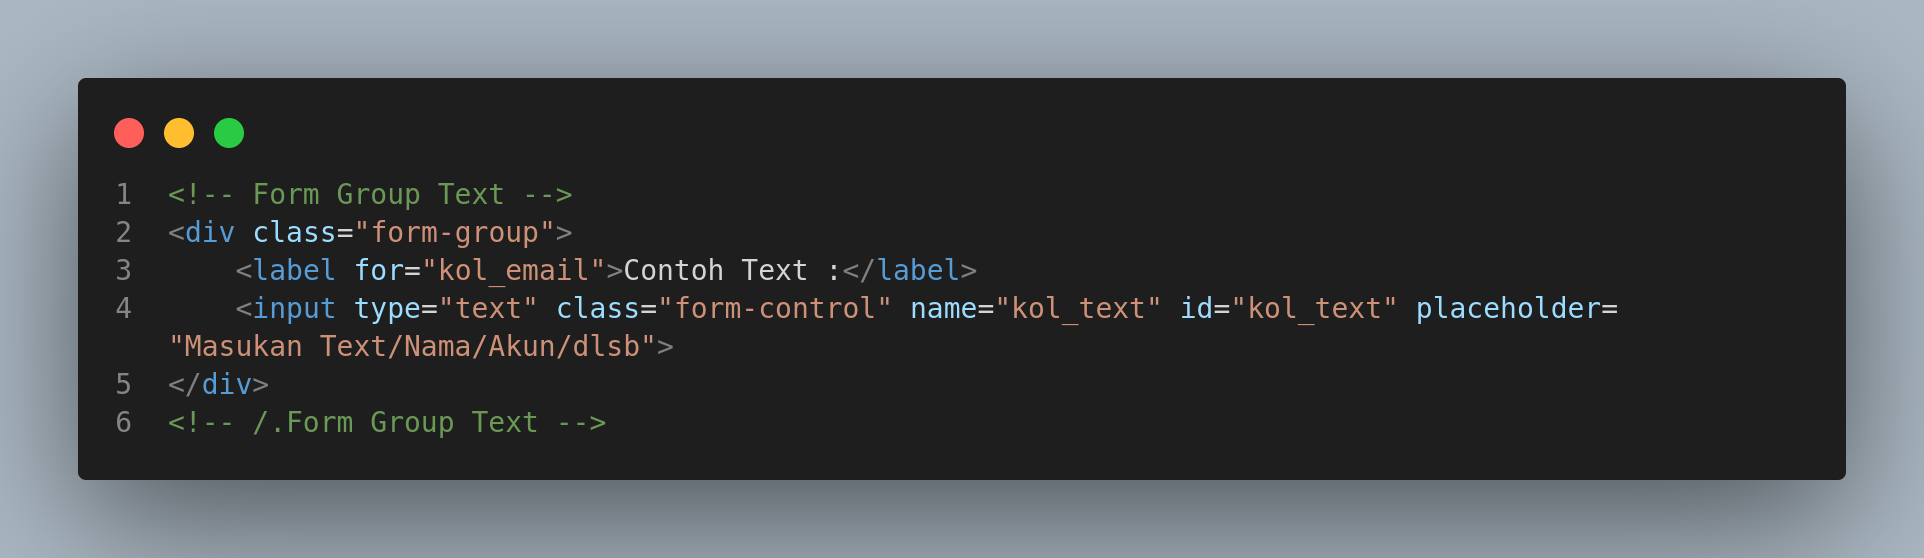 1 <!-- Form Group Text -->
2 <div class="form-group">
3     <label for="kol_email">Contoh Text :</label>
4     <input type="text" class="form-control" name="kol_text" id="kol_text" placeholder=
"Masukan Text/Nama/Akun/dlsb">
5 </div>
6 <!-- /.Form Group Text -->